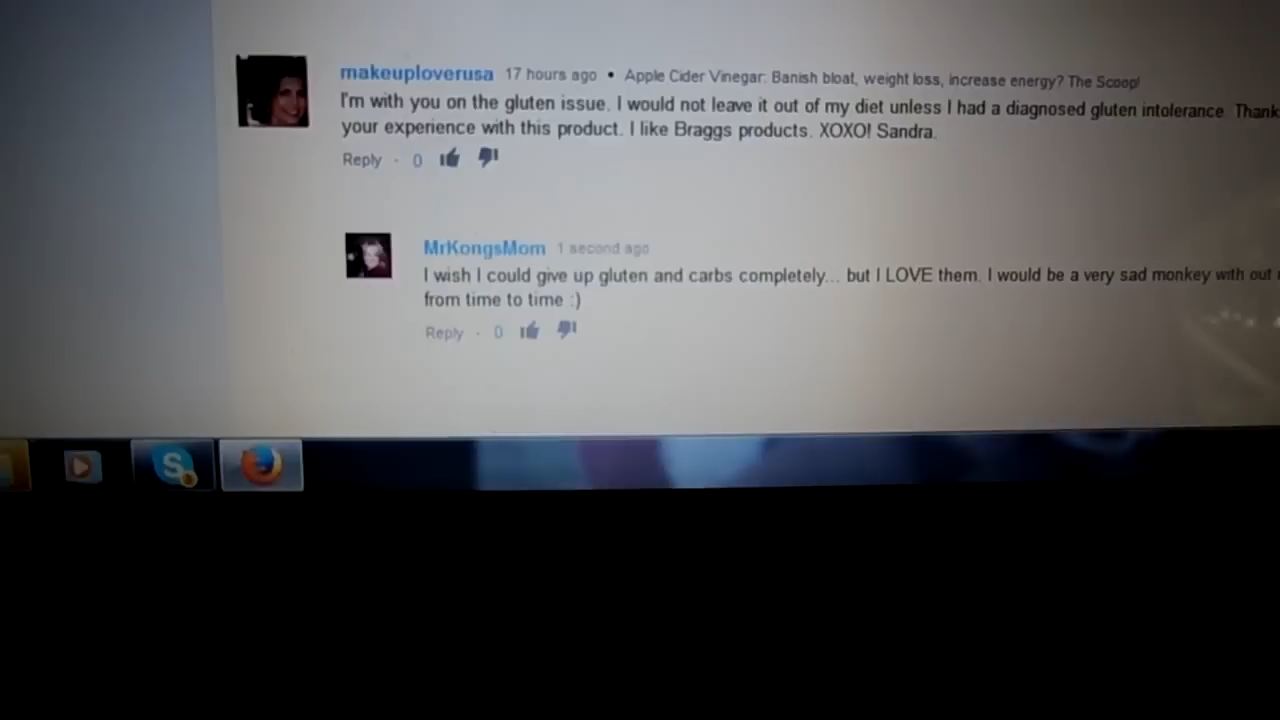 makeuploverusa 17 hours ago • Apple Cider Vinegar: Banish bloat, weight loss, increase energy? The Scoop!
I'm with you on the gluten issue. I would not leave it out of my diet unless I had a diagnosed gluten intolerance. Thank
your experience with this product. I like Braggs products. XOXO! Sandra.
Reply · 0
MrKongsMom 1 second ago
I wish I could give up gluten and carbs completely... but I LOVE them. I would be a very sad monkey with out
from time to time :)
Reply · 0
S